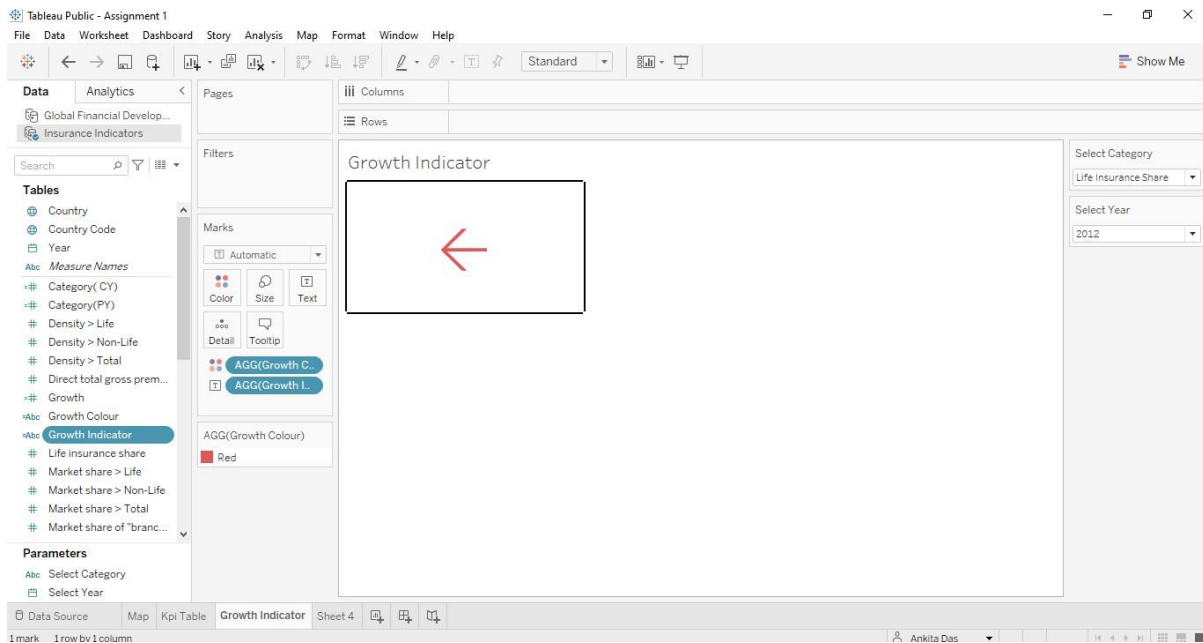 Tableau Public - Assignment 1
File Data Worksheet Dashboard Story Analysis Map Format Window Help
Standard
Show Me
Data Analytics
Global Financial Develop...
Insurance Indicators
Search
Tables
Country
Country Code
Year
Abc Measure Names
=# Category( CY)
=# Category(PY)
# Density > Life
# Density > Non-Life
# Density > Total
# Direct total gross prem...
=# Growth
=Abc Growth Colour
=Abc Growth Indicator
# Life insurance share
# Market share > Life
# Market share > Non-Life
# Market share > Total
# Market share of "branc...
Parameters
Abc Select Category
Select Year
Pages
Filters
Marks
T Automatic
Color Size T Text
Detail Tooltip
AGG(Growth C..
T AGG(Growth I..
AGG(Growth Colour)
Red
Columns
Rows
Growth Indicator
Select Category
Life Insurance Share
Select Year
2012
Data Source Map Kpi Table Growth Indicator Sheet 4
1 mark 1 row by 1 column
Ankita Das